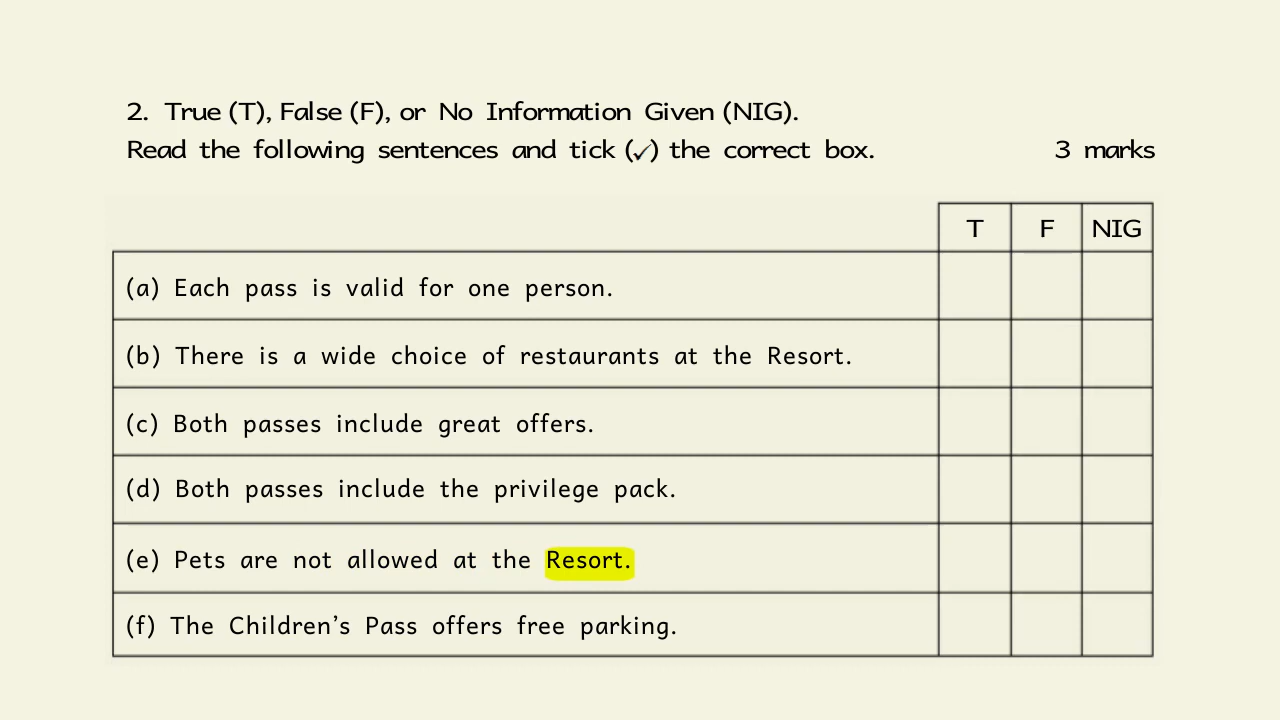 2. True (T), False (F), or No Information Given (NIG).
Read the following sentences and tick (✓) the correct box. 3 marks
T F NIG
(a) Each pass is valid for one person.
(b) There is a wide choice of restaurants at the Resort.
(c) Both passes include great offers.
(d) Both passes include the privilege pack.
(e) Pets are not allowed at the Resort.
(f) The Children’s Pass offers free parking.